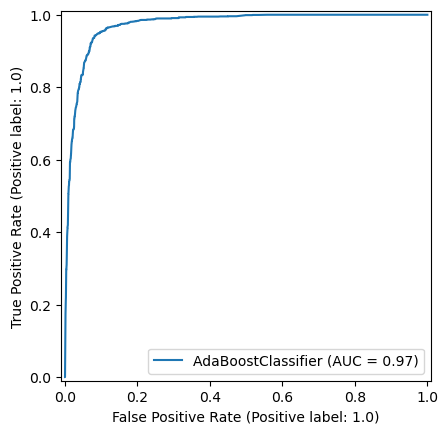 1.0
0.8
0.6
0.4
0.2
0.0
True Positive Rate (Positive label: 1.0)
AdaBoostClassifier (AUC = 0.97)
0.0 0.2 0.4 0.6 0.8 1.0
False Positive Rate (Positive label: 1.0)